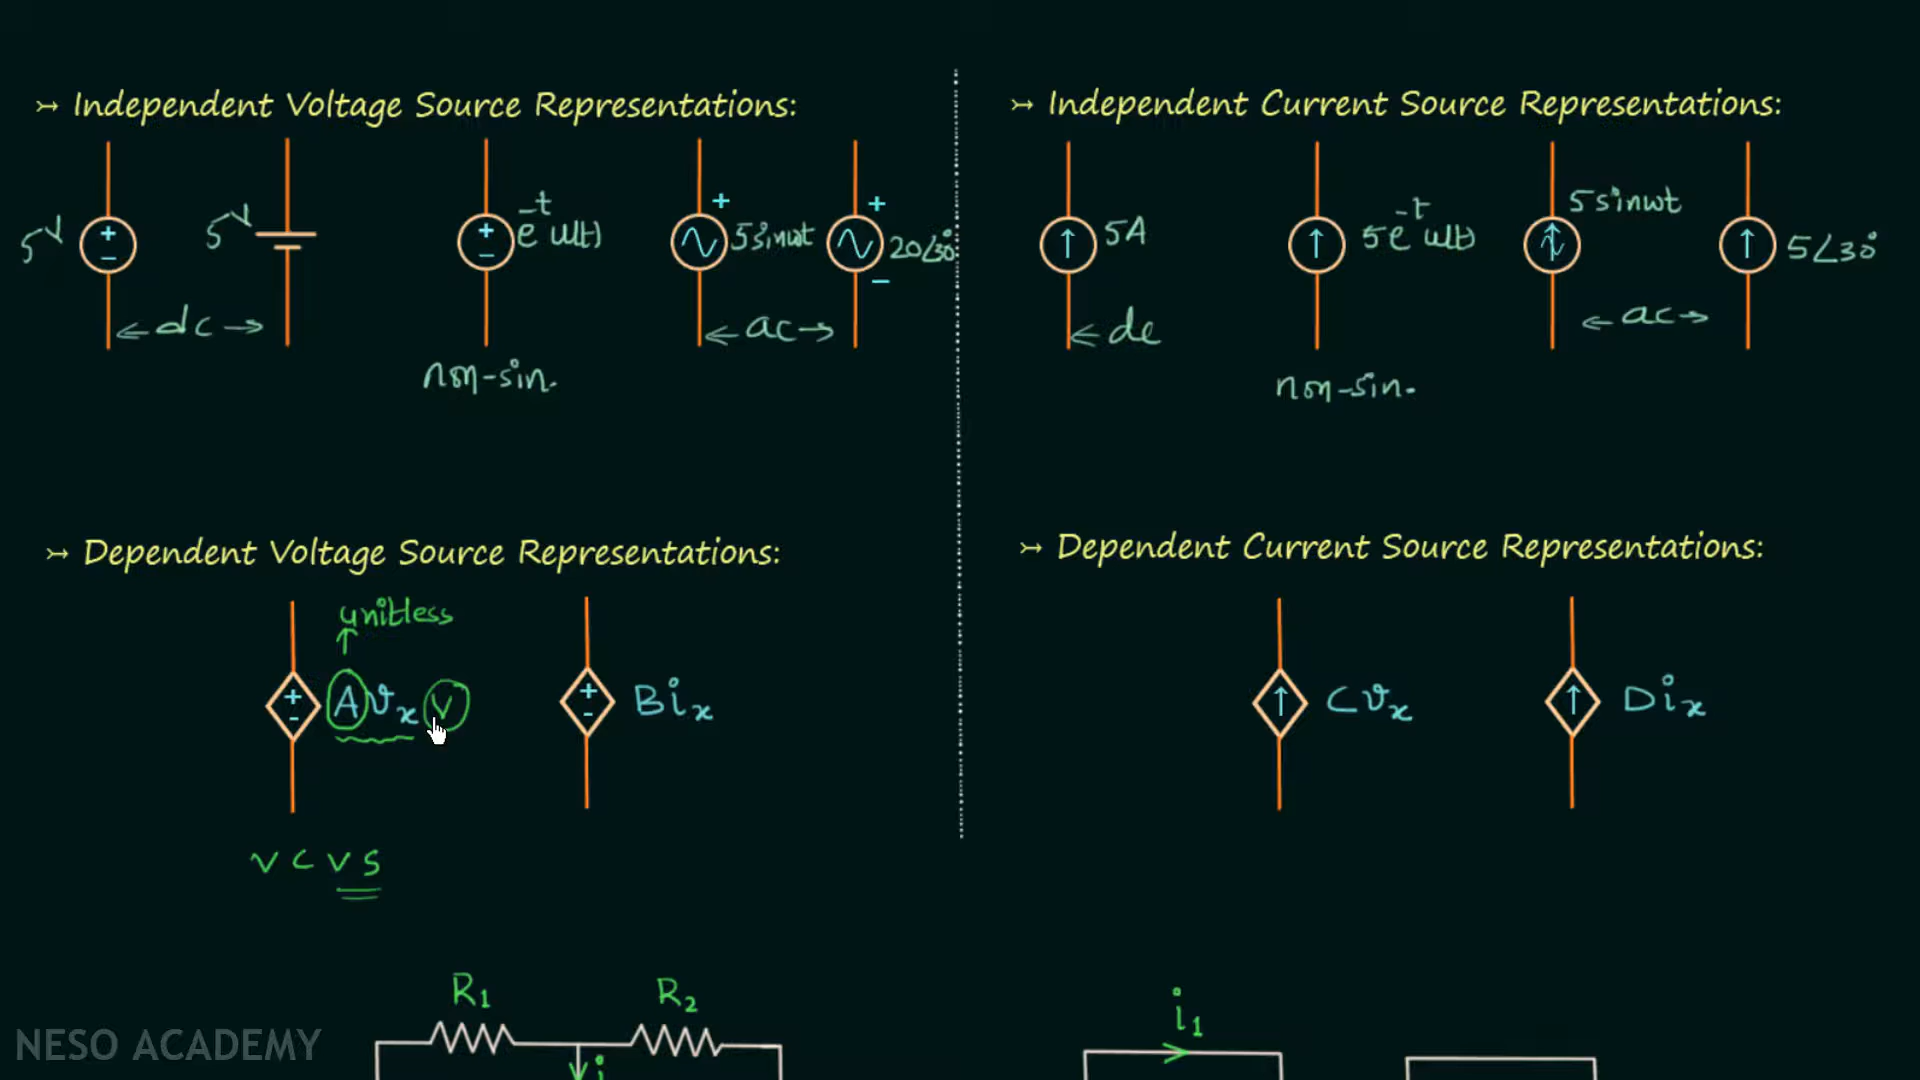 ↣ Independent Voltage Source Representations:
5V + - 5V + - e^-t u(t) + 5sinωt + - 20∠30°
←dc→ ←ac→
non-sin.
↣ Independent Current Source Representations:
↑ 5A ↑ 5e^-t u(t) 5sinωt ↑ 5∠30°
←dc ←ac→
non-sin.
↣ Dependent Voltage Source Representations:
unitless
↑
+ - Avx V + - Bix
VCVS
↣ Dependent Current Source Representations:
↑ Cvx ↑ Dix
R1 R2
i
i1
NESO ACADEMY